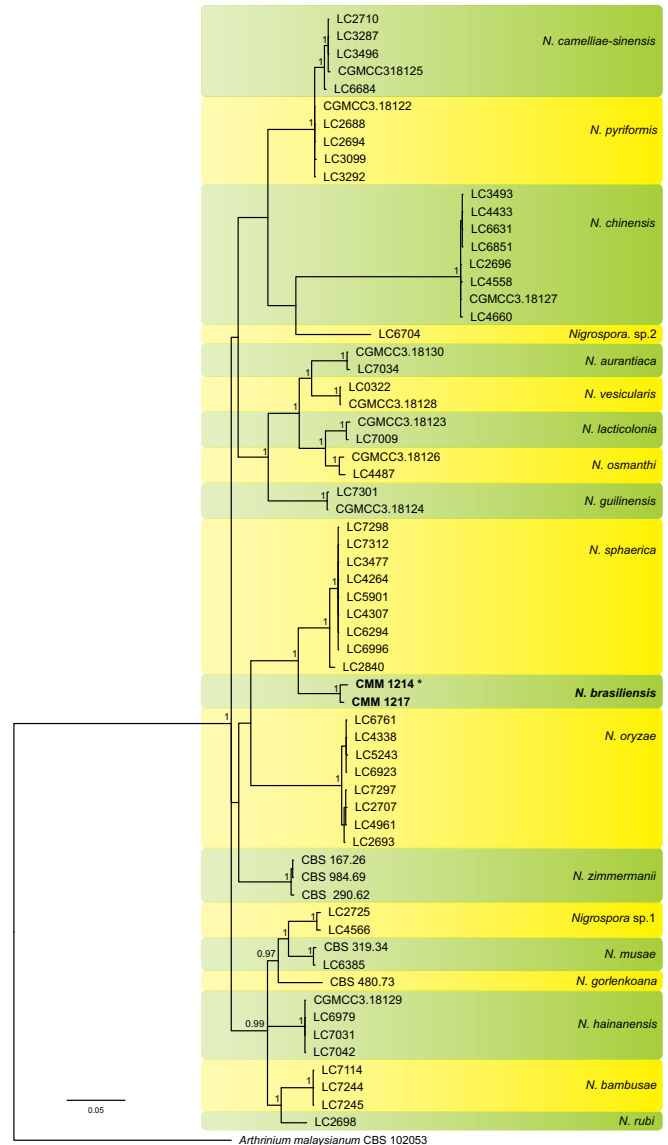 LC2710
1
LC3287
N. camelliae-sinensis
LC3496
1
CGMCC318125
LC6684
CGMCC3.18122
1
LC2688
N. pyriformis
LC2694
LC3099
LC3292
LC3493
LC4433
LC6631
N. chinensis
LC6851
LC2696
1
LC4558
CGMCC3.18127
LC4660
LC6704
Nigrospora. sp.2
CGMCC3.18130
1
LC7034
N. aurantiaca
1
LC0322
1
CGMCC3.18128
N. vesicularis
1
CGMCC3.18123
1
LC7009
N. lacticolonia
1
CGMCC3.18126
1
LC4487
N. osmanthi
1
LC7301
1
CGMCC3.18124
N. guilinensis
LC7298
LC7312
N. sphaerica
LC3477
LC4264
1
LC5901
LC4307
LC6294
1
LC6996
LC2840
CMM 1214 *
1
CMM 1217
N. brasiliensis
LC6761
LC4338
N. oryzae
LC5243
LC6923
1
LC7297
LC2707
LC4961
LC2693
1
CBS 167.26
CBS 984.69
1
CBS 290.62
N. zimmermanii
LC2725
1
LC4566
Nigrospora sp.1
CBS 319.34
1
LC6385
N. musae
0.97
CBS 480.73
N. gorlenkoana
CGMCC3.18129
LC6979
1
LC7031
N. hainanensis
LC7042
0.99
LC7114
LC7244
1
LC7245
N. bambusae
LC2698
N. rubi
0.05
Arthrinium malaysianum CBS 102053